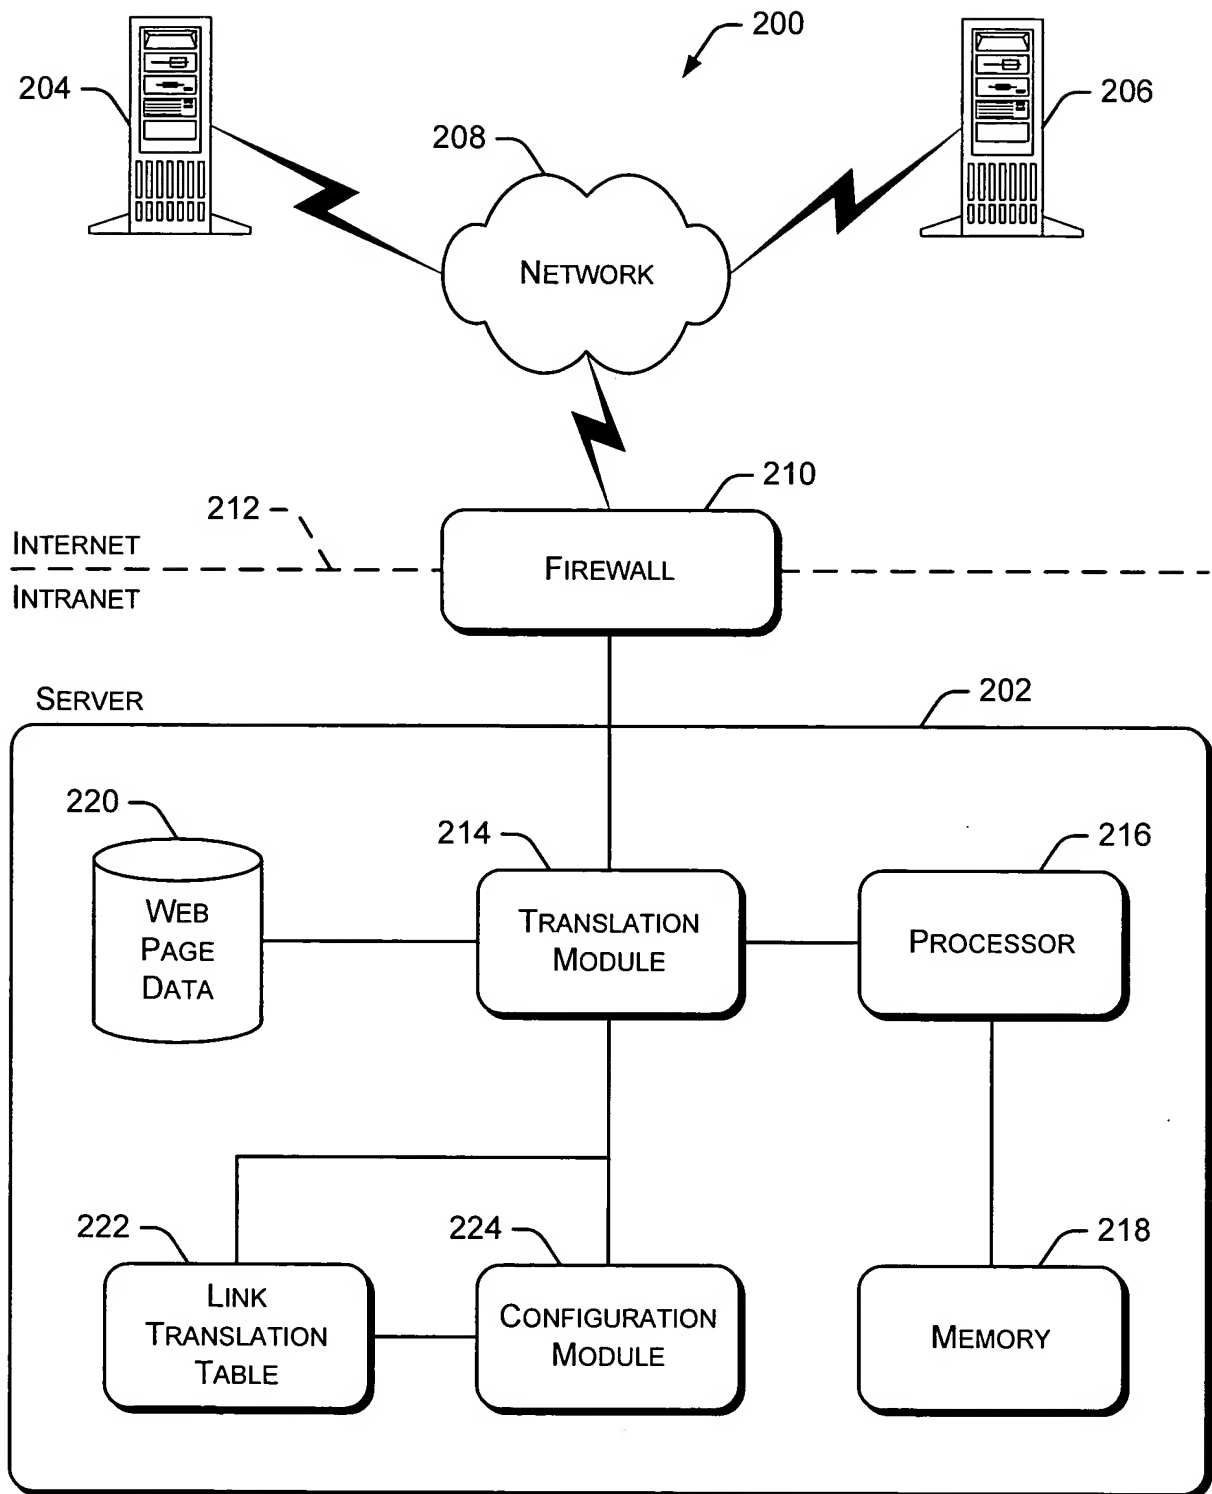 200
204
206
208
NETWORK
210
212
INTERNET
FIREWALL
INTRANET
SERVER
202
220
214
216
WEB
PAGE
DATA
TRANSLATION
MODULE
PROCESSOR
222
224
218
LINK
TRANSLATION
TABLE
CONFIGURATION
MODULE
MEMORY